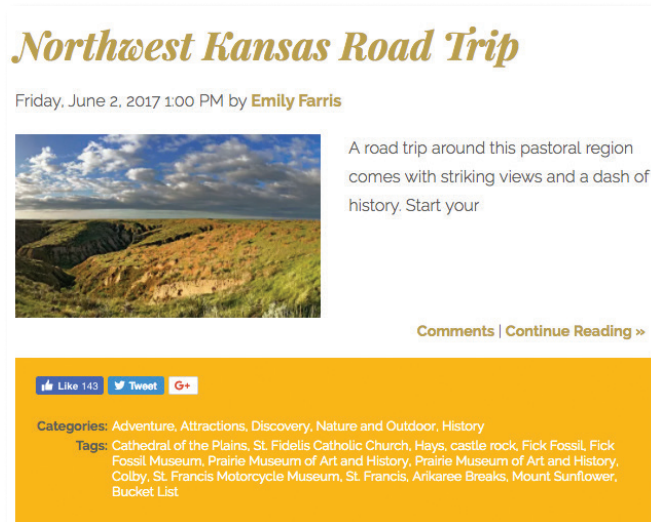 Northwest Kansas Road Trip
Friday, June 2, 2017 1:00 PM by Emily Farris
A road trip around this pastoral region
comes with striking views and a dash of
history. Start your
Comments | Continue Reading »
Like 143 Tweet G+
Categories: Adventure, Attractions, Discovery, Nature and Outdoor, History
Tags: Cathedral of the Plains, St. Fidelis Catholic Church, Hays, castle rock, Fick Fossil, Fick
Fossil Museum, Prairie Museum of Art and History, Prairie Museum of Art and History,
Colby, St. Francis Motorcycle Museum, St. Francis, Arikaree Breaks, Mount Sunflower,
Bucket List